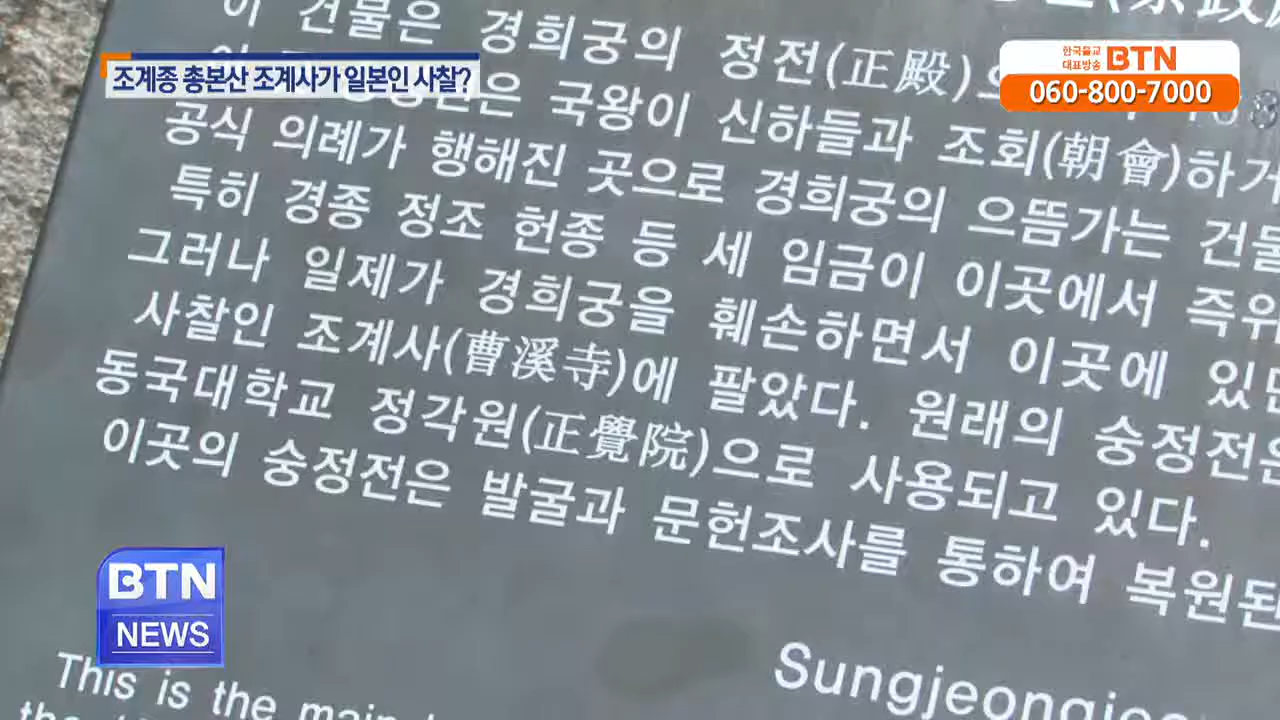 이 건물은 경희궁의 정전(正殿)으
조계종 총본산 조계사가 일본인 사찰?
한국불교
대표방송 BTN
060-800-7000
은 국왕이 신하들과 조회(朝會)하거
공식 의례가 행해진 곳으로 경희궁의 으뜸가는 건물
특히 경종 정조 헌종 등 세 임금이 이곳에서 즉위
그러나 일제가 경희궁을 훼손하면서 이곳에 있던
사찰인 조계사(曹溪寺)에 팔았다. 원래의 숭정전은
동국대학교 정각원(正覺院)으로 사용되고 있다.
이곳의 숭정전은 발굴과 문헌조사를 통하여 복원된
BTN
NEWS
Sungjeongjeon
This is the main
the